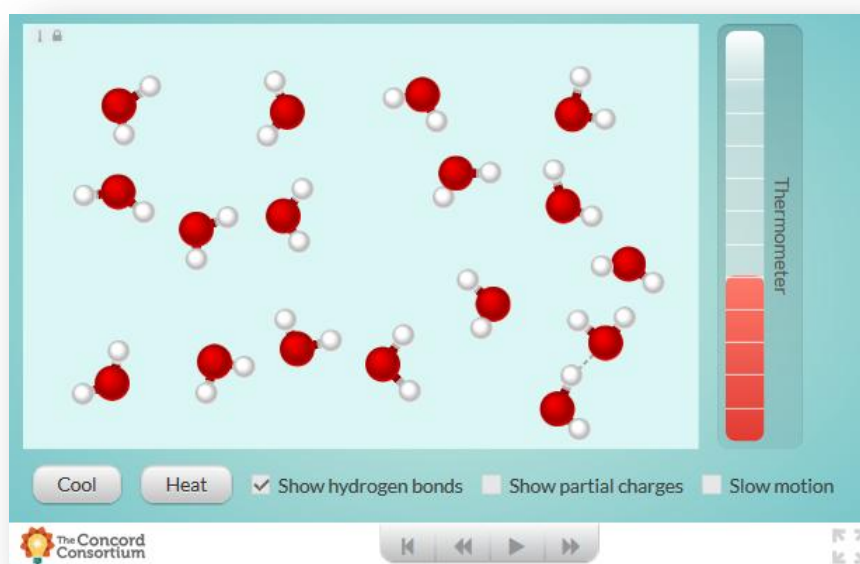 Thermometer
Cool
Heat
Show hydrogen bonds
Show partial charges
Slow motion
The Concord
Consortium